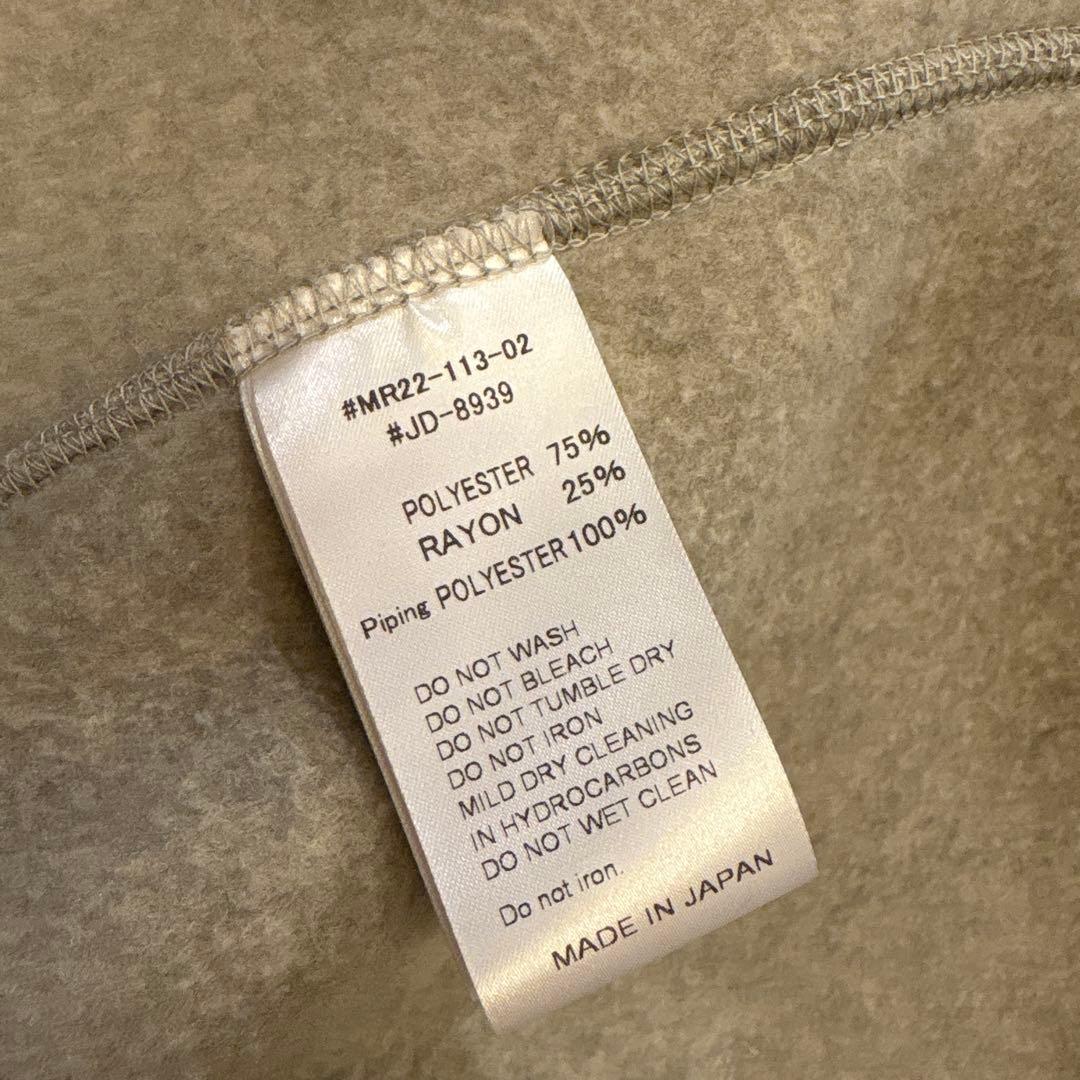 #MR22-113-02
#JD-8939
POLYESTER 75%
RAYON 25%
Piping POLYESTER 100%
DO NOT WASH
DO NOT BLEACH
DO NOT TUMBLE DRY
DO NOT IRON
MILD DRY CLEANING
IN HYDROCARBONS
DO NOT WET CLEAN
Do not iron.
MADE IN JAPAN